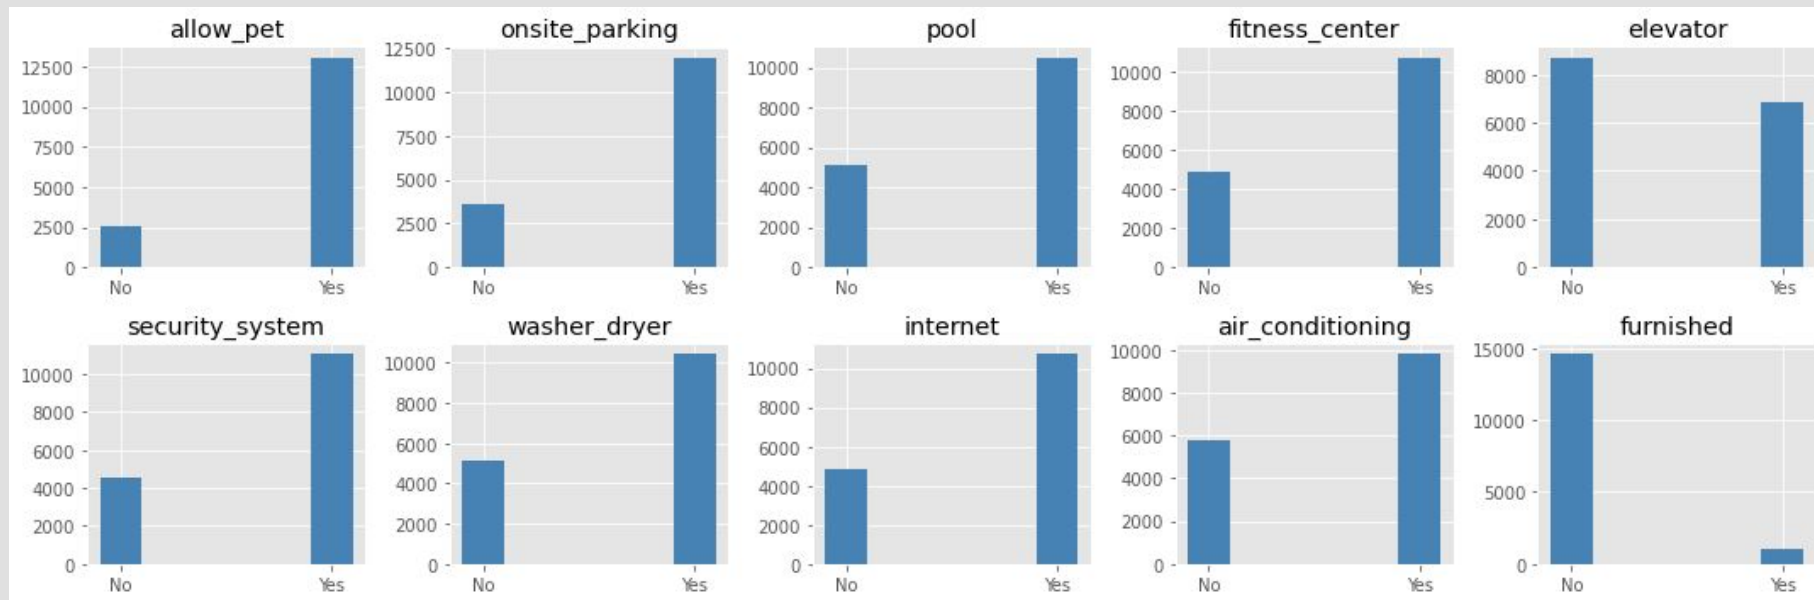 allow_pet
12500
10000
7500
5000
2500
0
No Yes
onsite_parking
12500
10000
7500
5000
2500
0
No Yes
pool
10000
8000
6000
4000
2000
0
No Yes
fitness_center
10000
8000
6000
4000
2000
0
No Yes
elevator
8000
6000
4000
2000
0
No Yes
security_system
10000
8000
6000
4000
2000
0
No Yes
washer_dryer
10000
8000
6000
4000
2000
0
No Yes
internet
10000
8000
6000
4000
2000
0
No Yes
air_conditioning
10000
8000
6000
4000
2000
0
No Yes
furnished
15000
10000
5000
0
No Yes